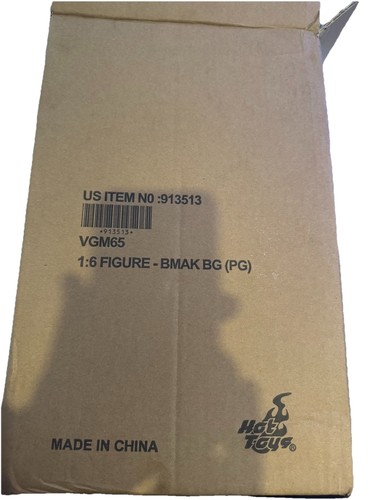 US ITEM N0 :913513
*913513*
VGM65
1:6 FIGURE - BMAK BG (PG)
Hot
Toys®
MADE IN CHINA